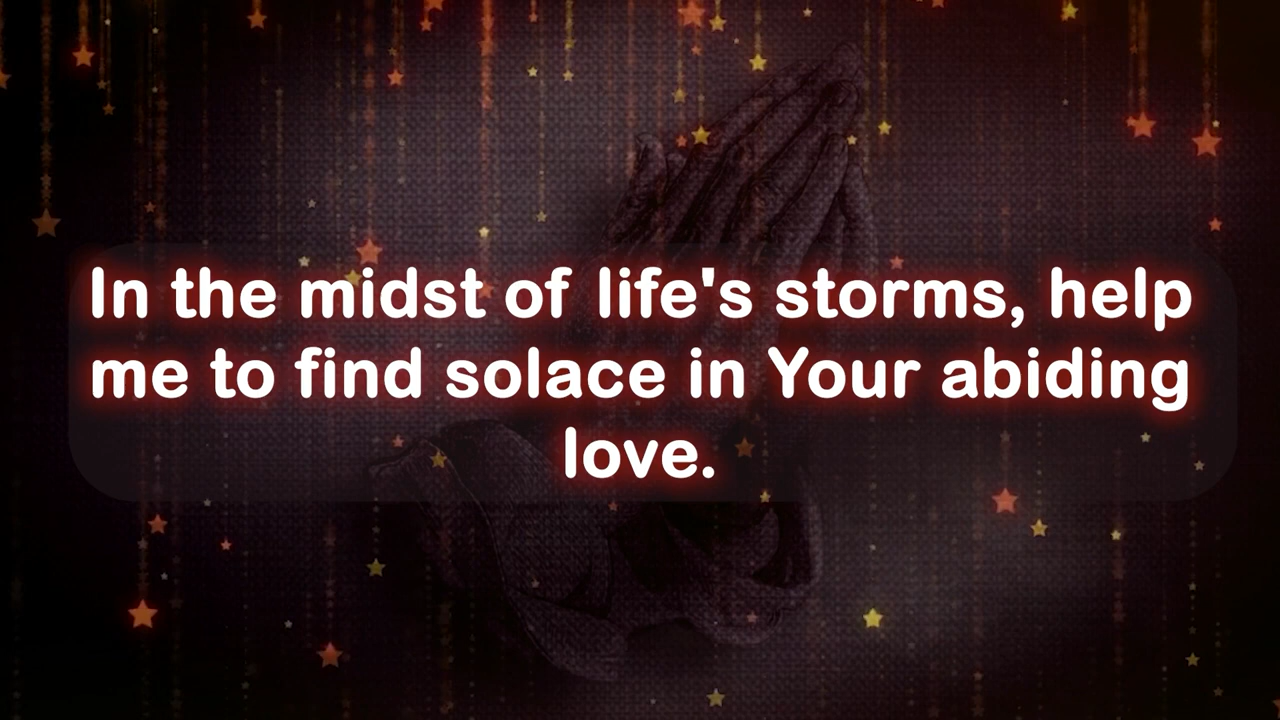 In the midst of life's storms, help
me to find solace in Your abiding
love.